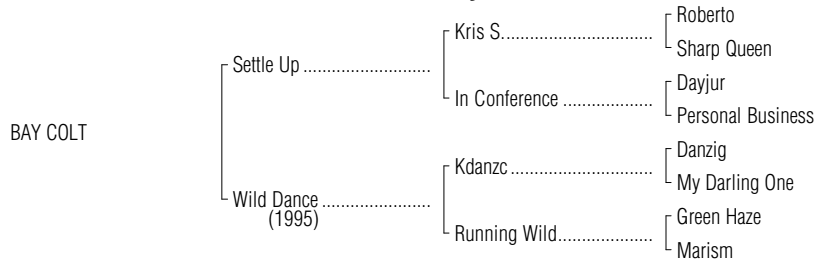 Roberto
Kris S. ................................
Sharp Queen
Settle Up ..........................
Dayjur
In Conference ...................
Personal Business
BAY COLT
Danzig
Kdanzc ..............................
My Darling One
Wild Dance ......................
(1995)
Green Haze
Running Wild....................
Marism